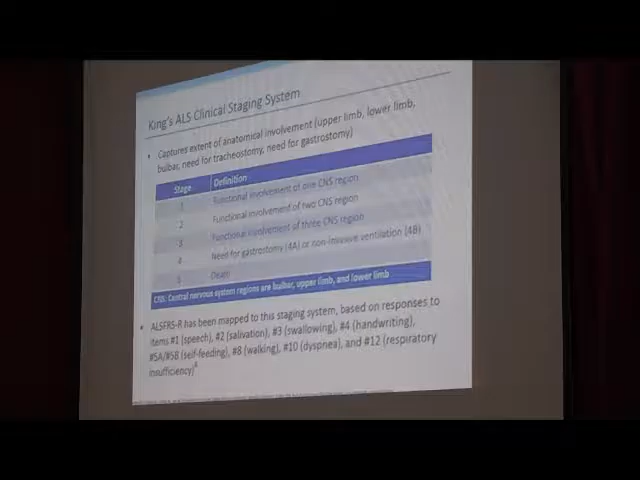 King's ALS Clinical Staging System
• Captures extent of anatomical involvement (upper limb, lower limb,
bulbar, need for tracheostomy, need for gastrostomy)
Stage Definition
1 Functional involvement of one CNS region
2 Functional involvement of two CNS region
3 Functional involvement of three CNS region
4 Need for gastrostomy (4A) or non-invasive ventilation (4B)
5 Death
CNS: Central nervous system regions are bulbar, upper limb, and lower limb
• ALSFRS-R has been mapped to this staging system, based on responses to
items #1 (speech), #2 (salivation), #3 (swallowing), #4 (handwriting),
#5A/#5B (self-feeding), #8 (walking), #10 (dyspnea), and #12 (respiratory
insufficiency)